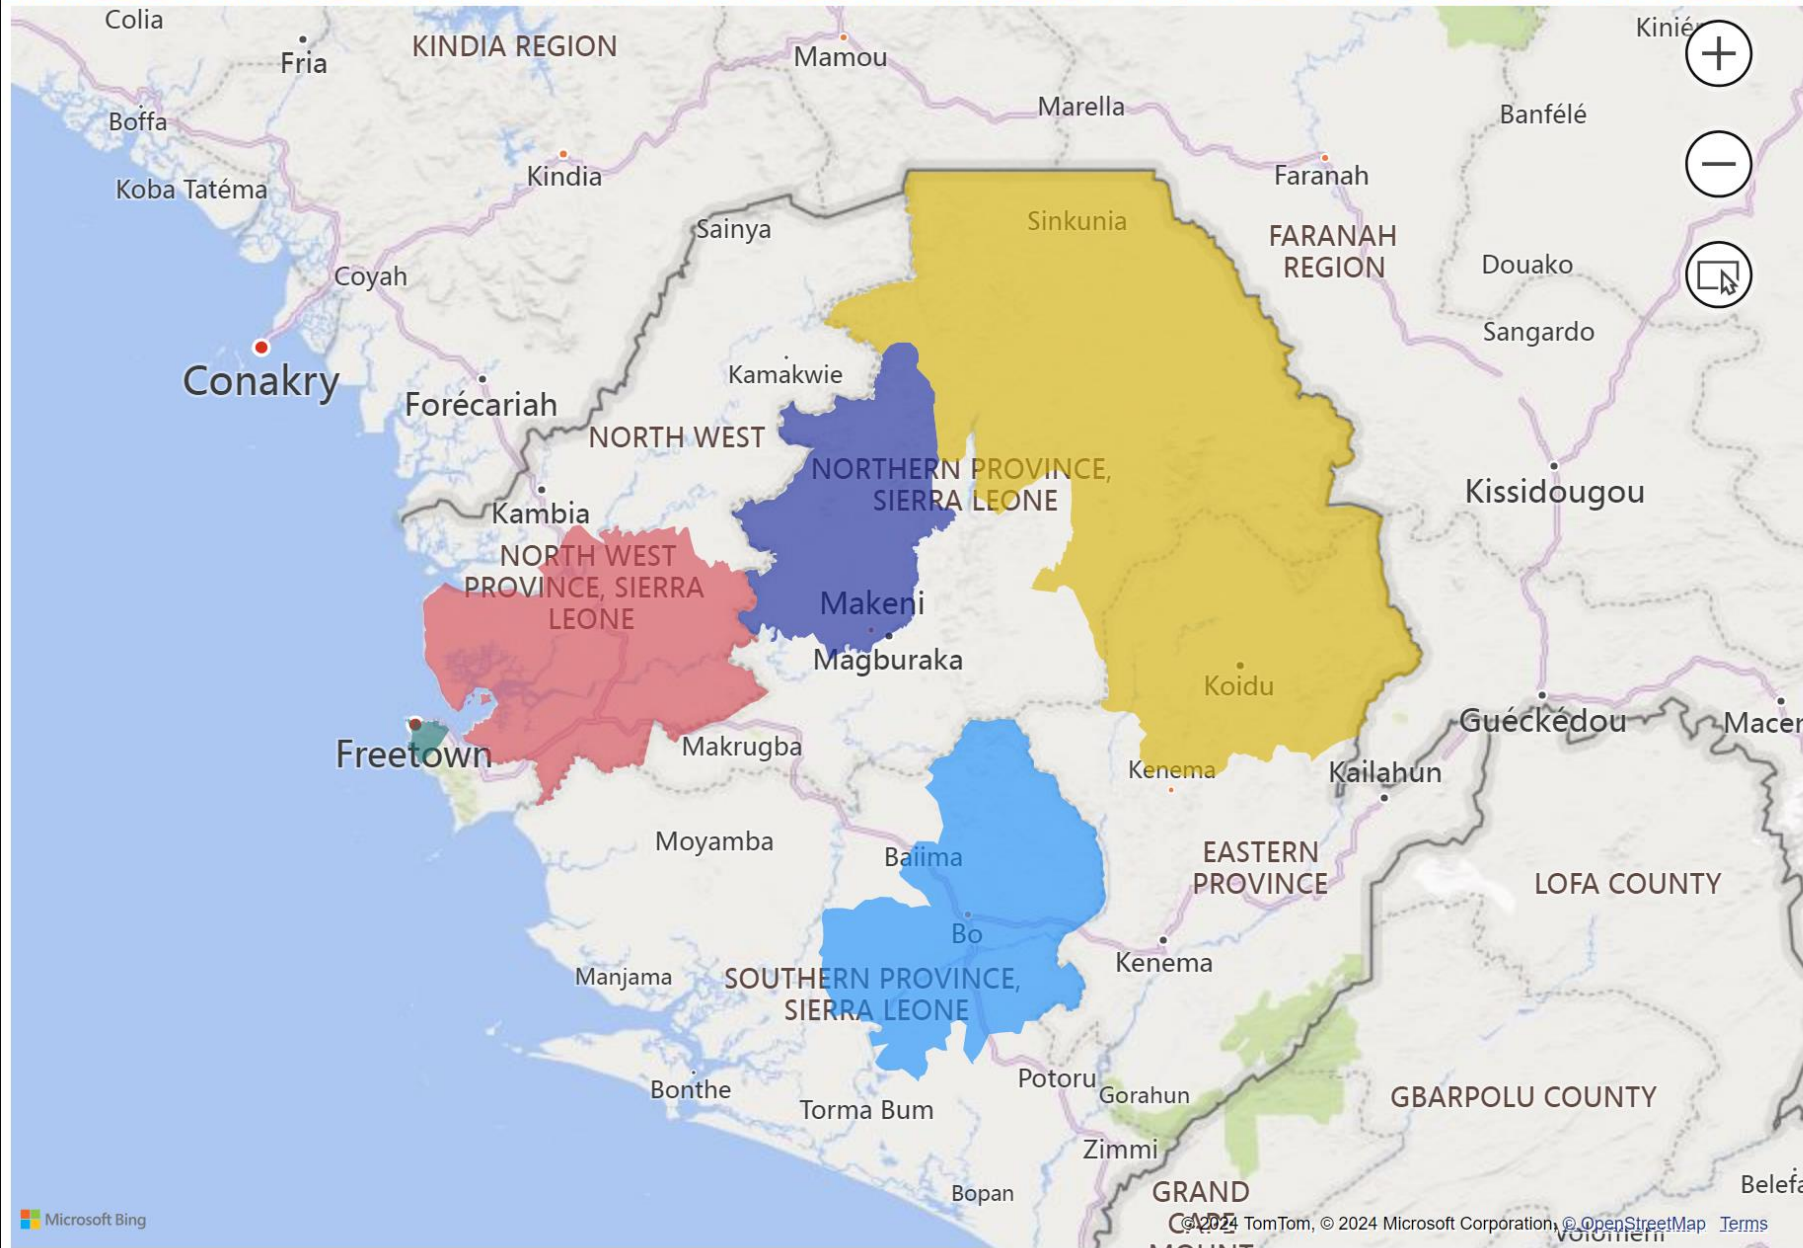 Colia
KINDIA REGION
Fria
Mamou
Marella
Banfélé
Boffa
Koba Tatéma
Kindia
Faranah
Sainya
Sinkunia
FARANAH
REGION
Douako
Coyah
Sangardo
Conakry
Kamakwie
Forécariah
NORTH WEST
NORTHERN PROVINCE,
SIERRA LEONE
Kissidougou
Kambia
NORTH WEST
PROVINCE, SIERRA
LEONE
Makeni
Magburaka
Koidu
Guéckédou
Macer
Freetown
Makrugba
Kenema
Kailahun
Moyamba
Baiima
EASTERN
PROVINCE
LOFA COUNTY
Bo
Kenema
Manjama
SOUTHERN PROVINCE,
SIERRA LEONE
Bonthe
Potoru
Gorahun
Torma Bum
GBARPOLU COUNTY
Zimmi
Bopan
GRAND
CAPE
MOUNT
Belefa
Microsoft Bing
© 2024 TomTom, © 2024 Microsoft Corporation, © OpenStreetMap Terms